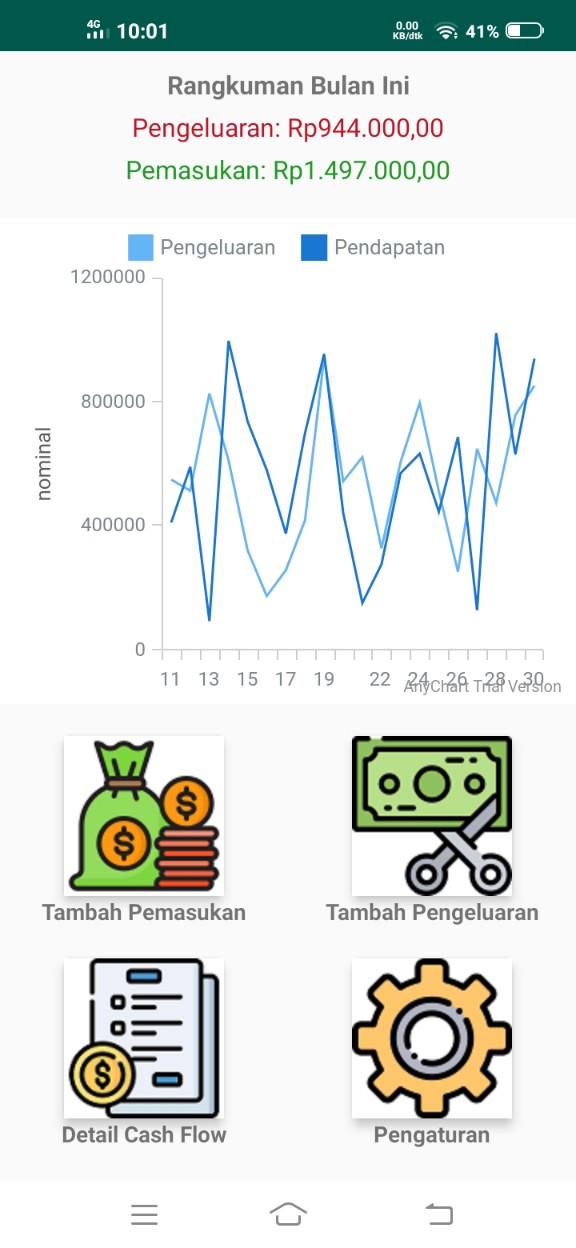 4G 10:01 0.00 KB/dtk 41%
Rangkuman Bulan Ini
Pengeluaran: Rp944.000,00
Pemasukan: Rp1.497.000,00
Pengeluaran Pendapatan
1200000
800000
400000
0
nominal
11 13 15 17 19 22 24 26 28 30
AnyChart Trial Version
Tambah Pemasukan Tambah Pengeluaran
Detail Cash Flow Pengaturan